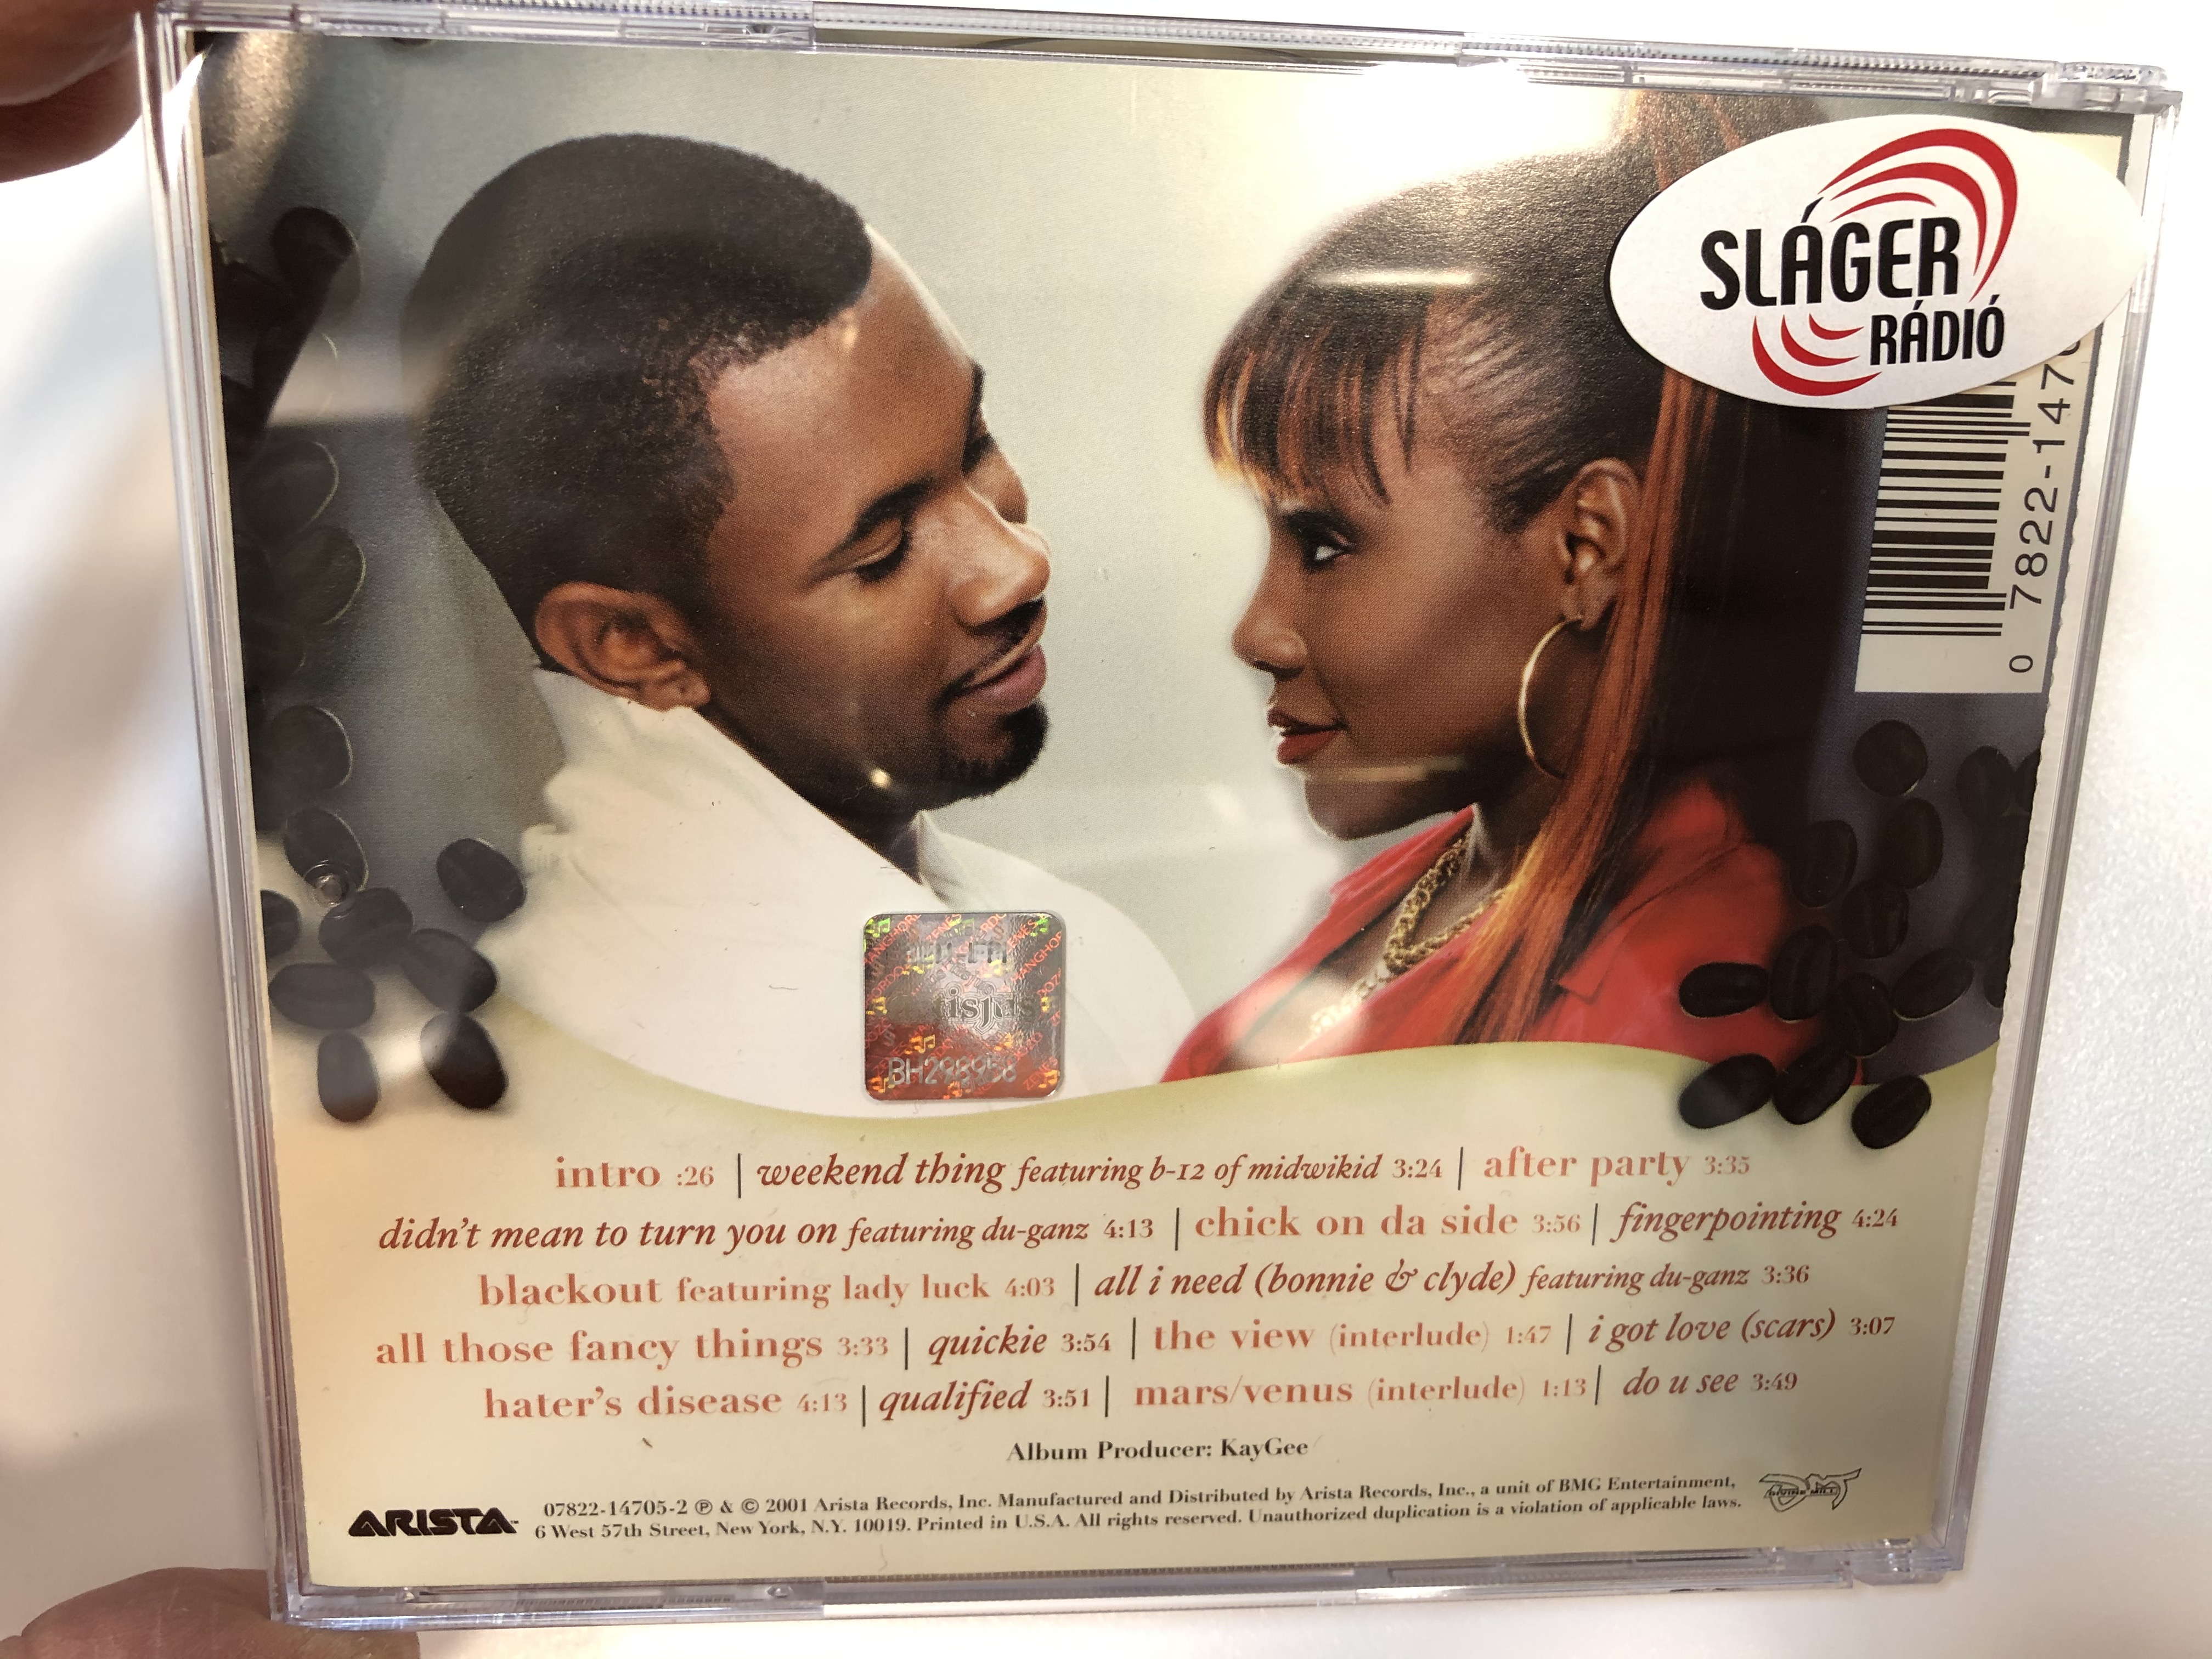 SLÁGER
RÁDIÓ
0 7822-147
tisjus
BH298958
intro :26 | weekend thing featuring b-12 of midwikid 3:24 | after party 3:35
didn't mean to turn you on featuring du-ganz 4:13 | chick on da side 3:56 | fingerpointing 4:24
blackout featuring lady luck 4:03 | all i need (bonnie & clyde) featuring du-ganz 3:36
all those fancy things 3:33 | quickie 3:54 | the view (interlude) 1:47 | i got love (scars) 3:07
hater's disease 4:13 | qualified 3:51 | mars/venus (interlude) 1:13 | do u see 3:49
Album Producer: KayGee
ARISTA™
07822-14705-2 ℗ & © 2001 Arista Records, Inc. Manufactured and Distributed by Arista Records, Inc., a unit of BMG Entertainment,
6 West 57th Street, New York, N.Y. 10019. Printed in U.S.A. All rights reserved. Unauthorized duplication is a violation of applicable laws.